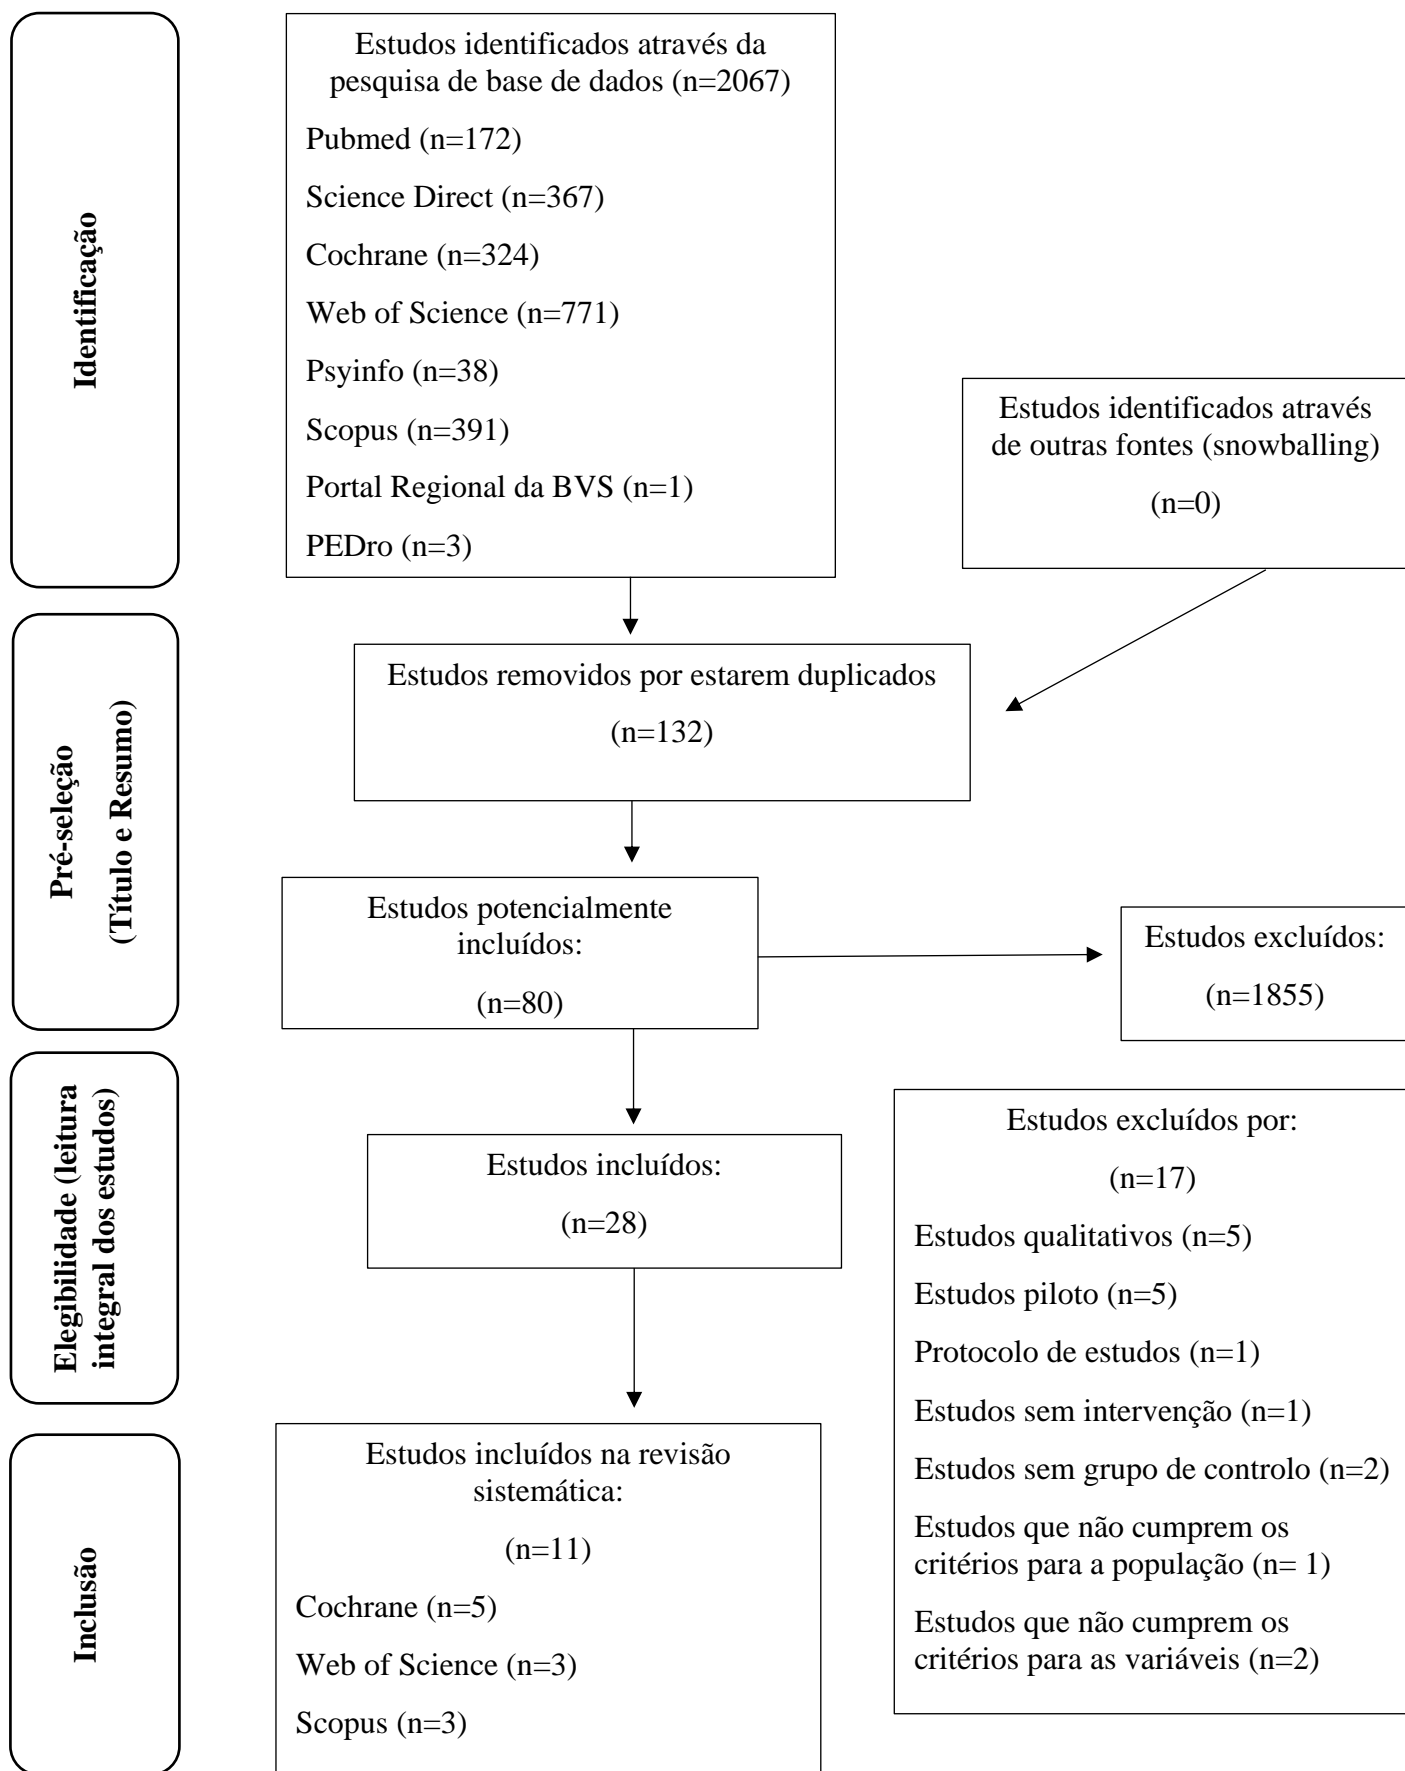 Identificação
Estudos identificados através da
pesquisa de base de dados (n=2067)
Pubmed (n=172)
Science Direct (n=367)
Cochrane (n=324)
Web of Science (n=771)
Psyinfo (n=38)
Scopus (n=391)
Portal Regional da BVS (n=1)
PEDro (n=3)
Estudos identificados através
de outras fontes (snowballing)
(n=0)
Pré-seleção
(Título e Resumo)
Estudos removidos por estarem duplicados
(n=132)
Estudos potencialmente
incluídos:
(n=80)
Estudos excluídos:
(n=1855)
Elegibilidade (leitura
integral dos estudos)
Estudos incluídos:
(n=28)
Estudos excluídos por:
(n=17)
Estudos qualitativos (n=5)
Estudos piloto (n=5)
Protocolo de estudos (n=1)
Estudos sem intervenção (n=1)
Estudos sem grupo de controlo (n=2)
Estudos que não cumprem os
critérios para a população (n= 1)
Estudos que não cumprem os
critérios para as variáveis (n=2)
Inclusão
Estudos incluídos na revisão
sistemática:
(n=11)
Cochrane (n=5)
Web of Science (n=3)
Scopus (n=3)